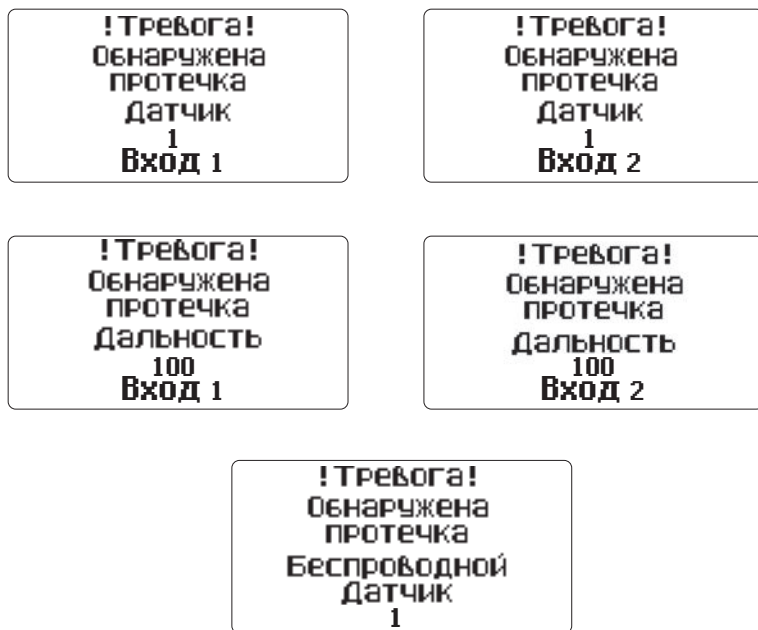 !Тревога!
Обнаружена
протечка
Датчик
1
Вход 1
!Тревога!
Обнаружена
протечка
Датчик
1
Вход 2
!Тревога!
Обнаружена
протечка
Дальность
100
Вход 1
!Тревога!
Обнаружена
протечка
Дальность
100
Вход 2
!Тревога!
Обнаружена
протечка
Беспроводной
Датчик
1